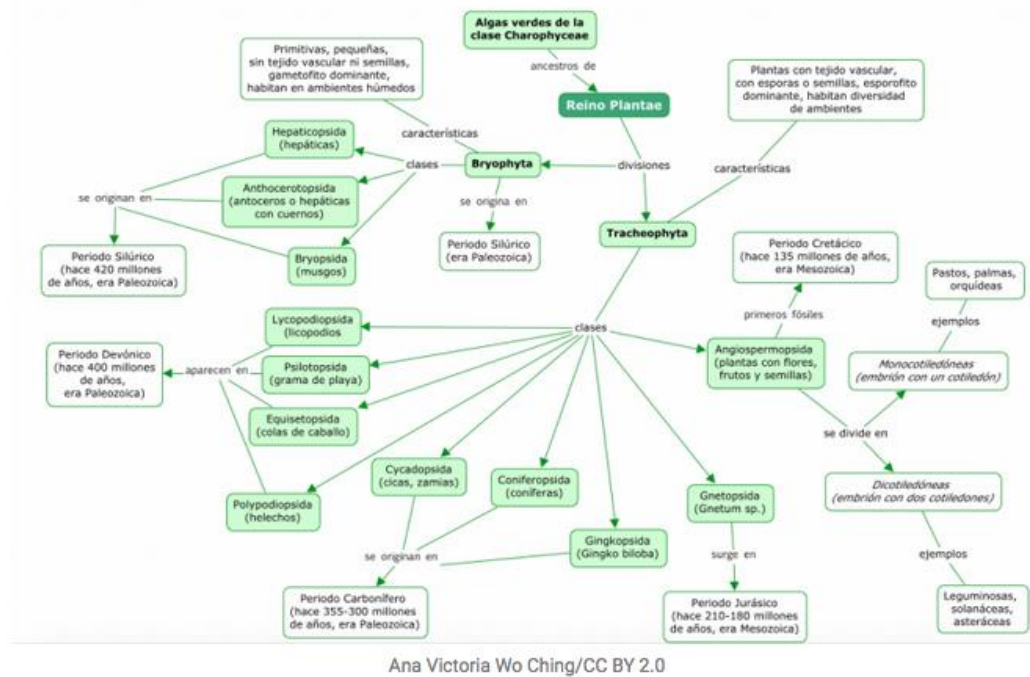 Algas verdes de la
clase Charophyceae
ancestros de
Reino Plantae
divisiones
Primitivas, pequeñas,
sin tejido vascular ni semillas,
gametofito dominante,
habitan en ambientes húmedos
características
Bryophyta
clases
Hepaticopsida
(hepáticas)
Anthocerotopsida
(antoceros o hepáticas
con cuernos)
Bryopsida
(musgos)
se originan en
Periodo Silúrico
(hace 420 millones
de años, era Paleozoica)
se origina en
Periodo Silúrico
(era Paleozoica)
Plantas con tejido vascular,
con esporas o semillas, esporofito
dominante, habitan diversidad
de ambientes
características
Tracheophyta
clases
Lycopodiopsida
(licopodios
Psilotopsida
(grama de playa)
Equisetopsida
(colas de caballo)
Polypodiopsida
(helechos)
aparecen en
Periodo Devónico
(hace 400 millones
de años,
era Paleozoica)
Cycadopsida
(cicas, zamias)
Coniferopsida
(coníferas)
Gingkopsida
(Gingko biloba)
se originan en
Periodo Carbonífero
(hace 355-300 millones
de años, era Paleozoica)
Gnetopsida
(Gnetum sp.)
surge en
Periodo Jurásico
(hace 210-180 millones
de años, era Mesozoica)
Angiospermopsida
(plantas con flores,
frutos y semillas)
primeros fósiles
Periodo Cretácico
(hace 135 millones de años,
era Mesozoica)
se divide en
Monocotiledóneas
(embrión con un cotiledón)
ejemplos
Pastos, palmas,
orquídeas
Dicotiledóneas
(embrión con dos cotiledones)
ejemplos
Leguminosas,
solanáceas,
asteráceas
Ana Victoria Wo Ching/CC BY 2.0